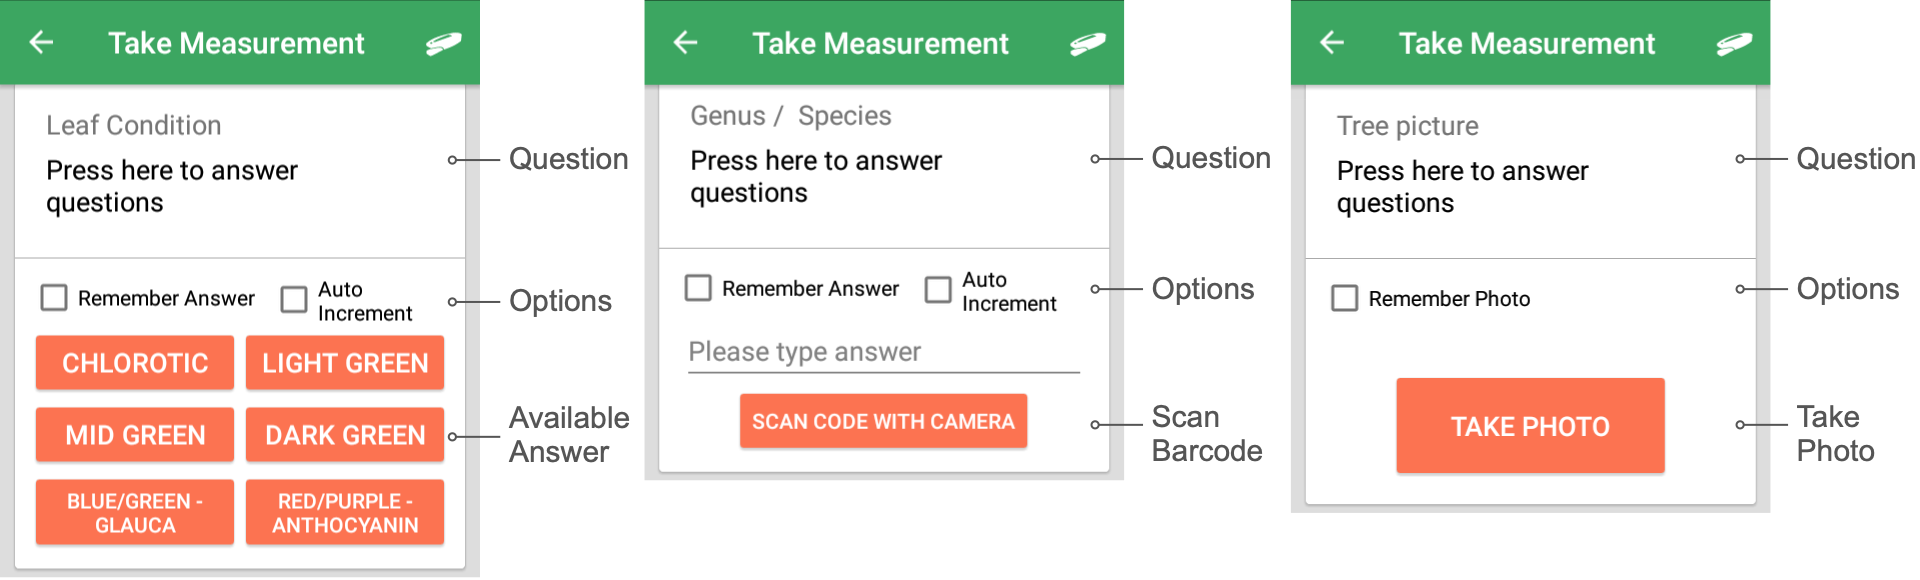 Take Measurement
Leaf Condition
Press here to answer
questions
Question
Remember Answer
Auto
Increment
Options
CHLOROTIC
LIGHT GREEN
MID GREEN
DARK GREEN
Available
Answer
BLUE/GREEN -
GLAUCA
RED/PURPLE -
ANTHOCYANIN
Take Measurement
Genus / Species
Press here to answer
questions
Question
Remember Answer
Auto
Increment
Options
Please type answer
SCAN CODE WITH CAMERA
Scan
Barcode
Take Measurement
Tree picture
Press here to answer
questions
Question
Remember Photo
Options
TAKE PHOTO
Take
Photo